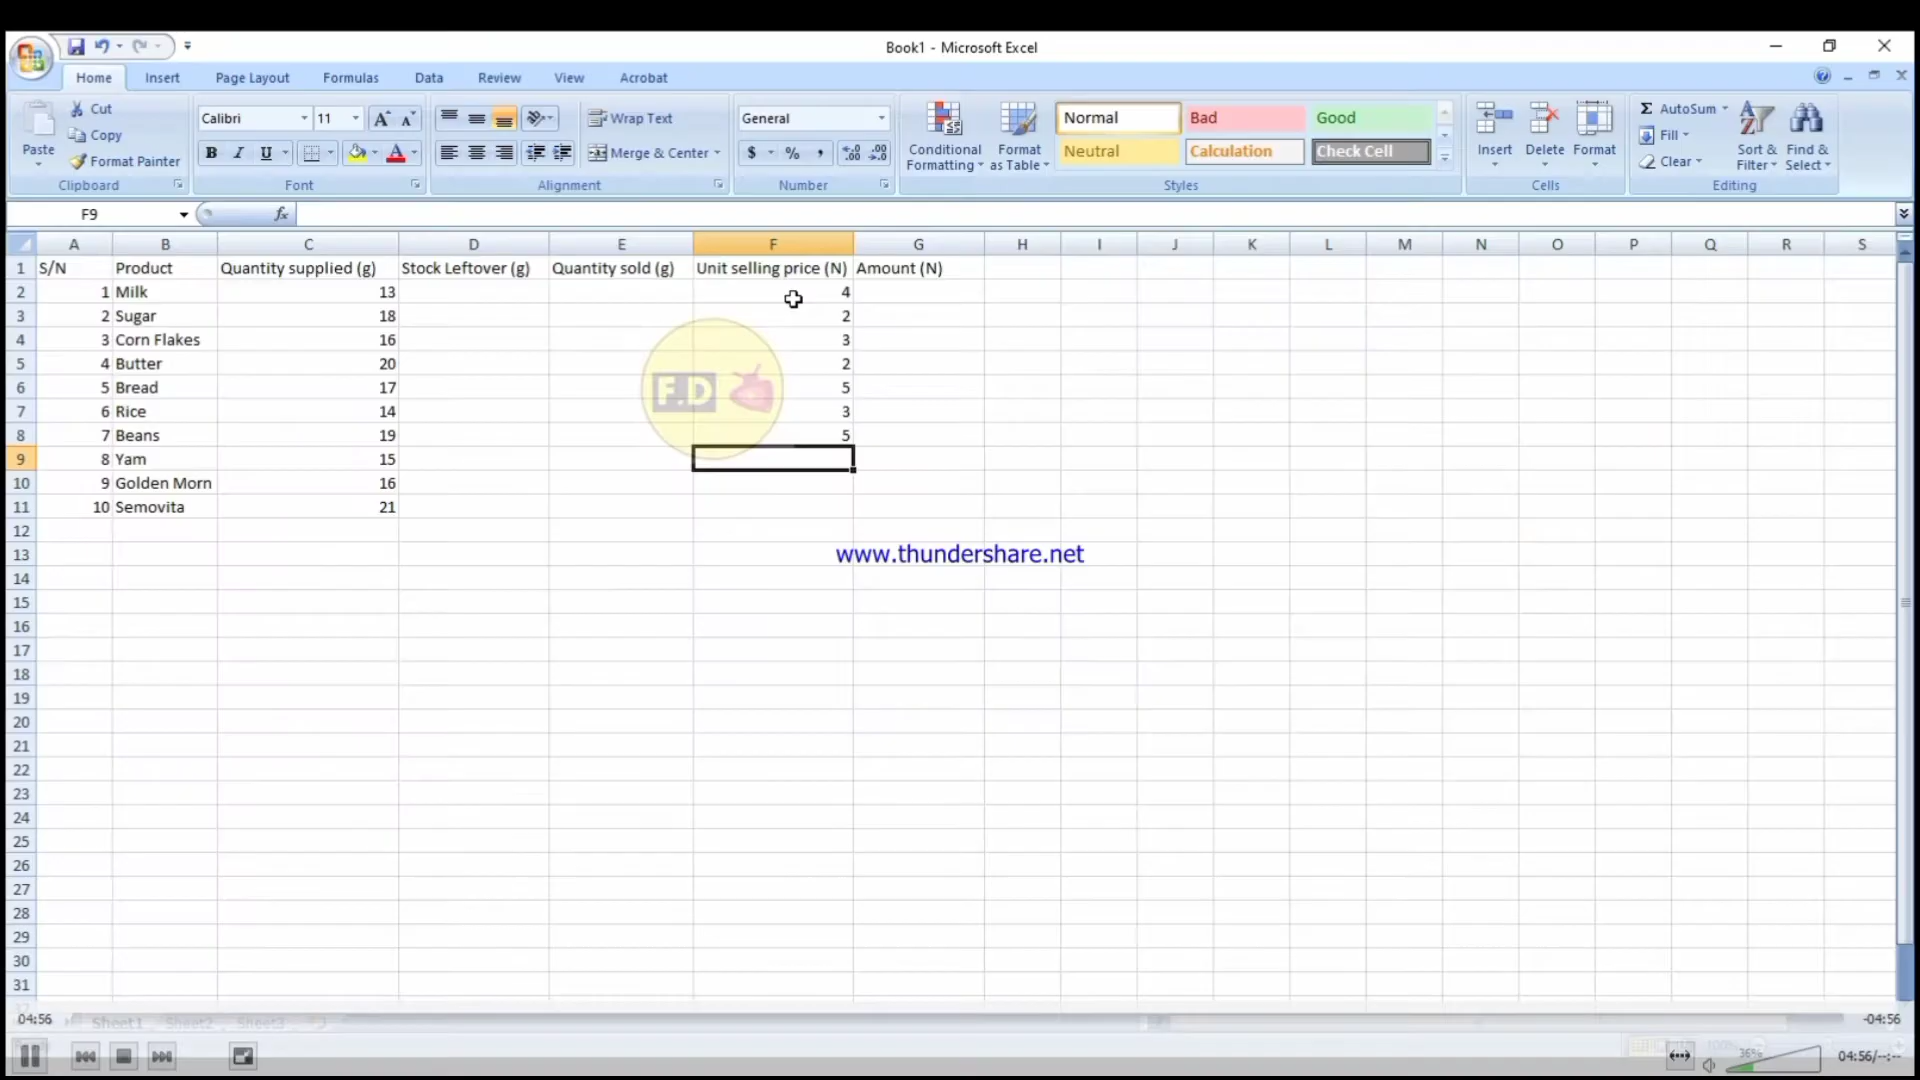 Book1 - Microsoft Excel
Home Insert Page Layout Formulas Data Review View Acrobat
Cut
Copy
Format Painter
Paste
Clipboard
Calibri 11 A A
B I U A
Font
Wrap Text
Merge & Center
Alignment
General
$ % ,
Number
Conditional Formatting
Format as Table
Normal Bad Good
Neutral Calculation Check Cell
Styles
Insert Delete Format
Cells
Σ AutoSum
Fill
Clear
Sort & Filter
Find & Select
Editing
F9 fx
A B C D E F G H I J K L M N O P Q R S
1 S/N Product Quantity supplied (g) Stock Leftover (g) Quantity sold (g) Unit selling price (N) Amount (N)
2 1 Milk 13 4
3 2 Sugar 18 2
4 3 Corn Flakes 16 3
5 4 Butter 20 2
6 5 Bread 17 5
7 6 Rice 14 3
8 7 Beans 19 5
9 8 Yam 15
10 9 Golden Morn 16
11 10 Semovita 21
F.D
12
13
www.thundershare.net
14
15
16
17
18
19
20
21
22
23
24
25
26
27
28
29
30
31
04:56 Sheet1 Sheet2 Sheet3 -04:56
36% 04:56/--:--